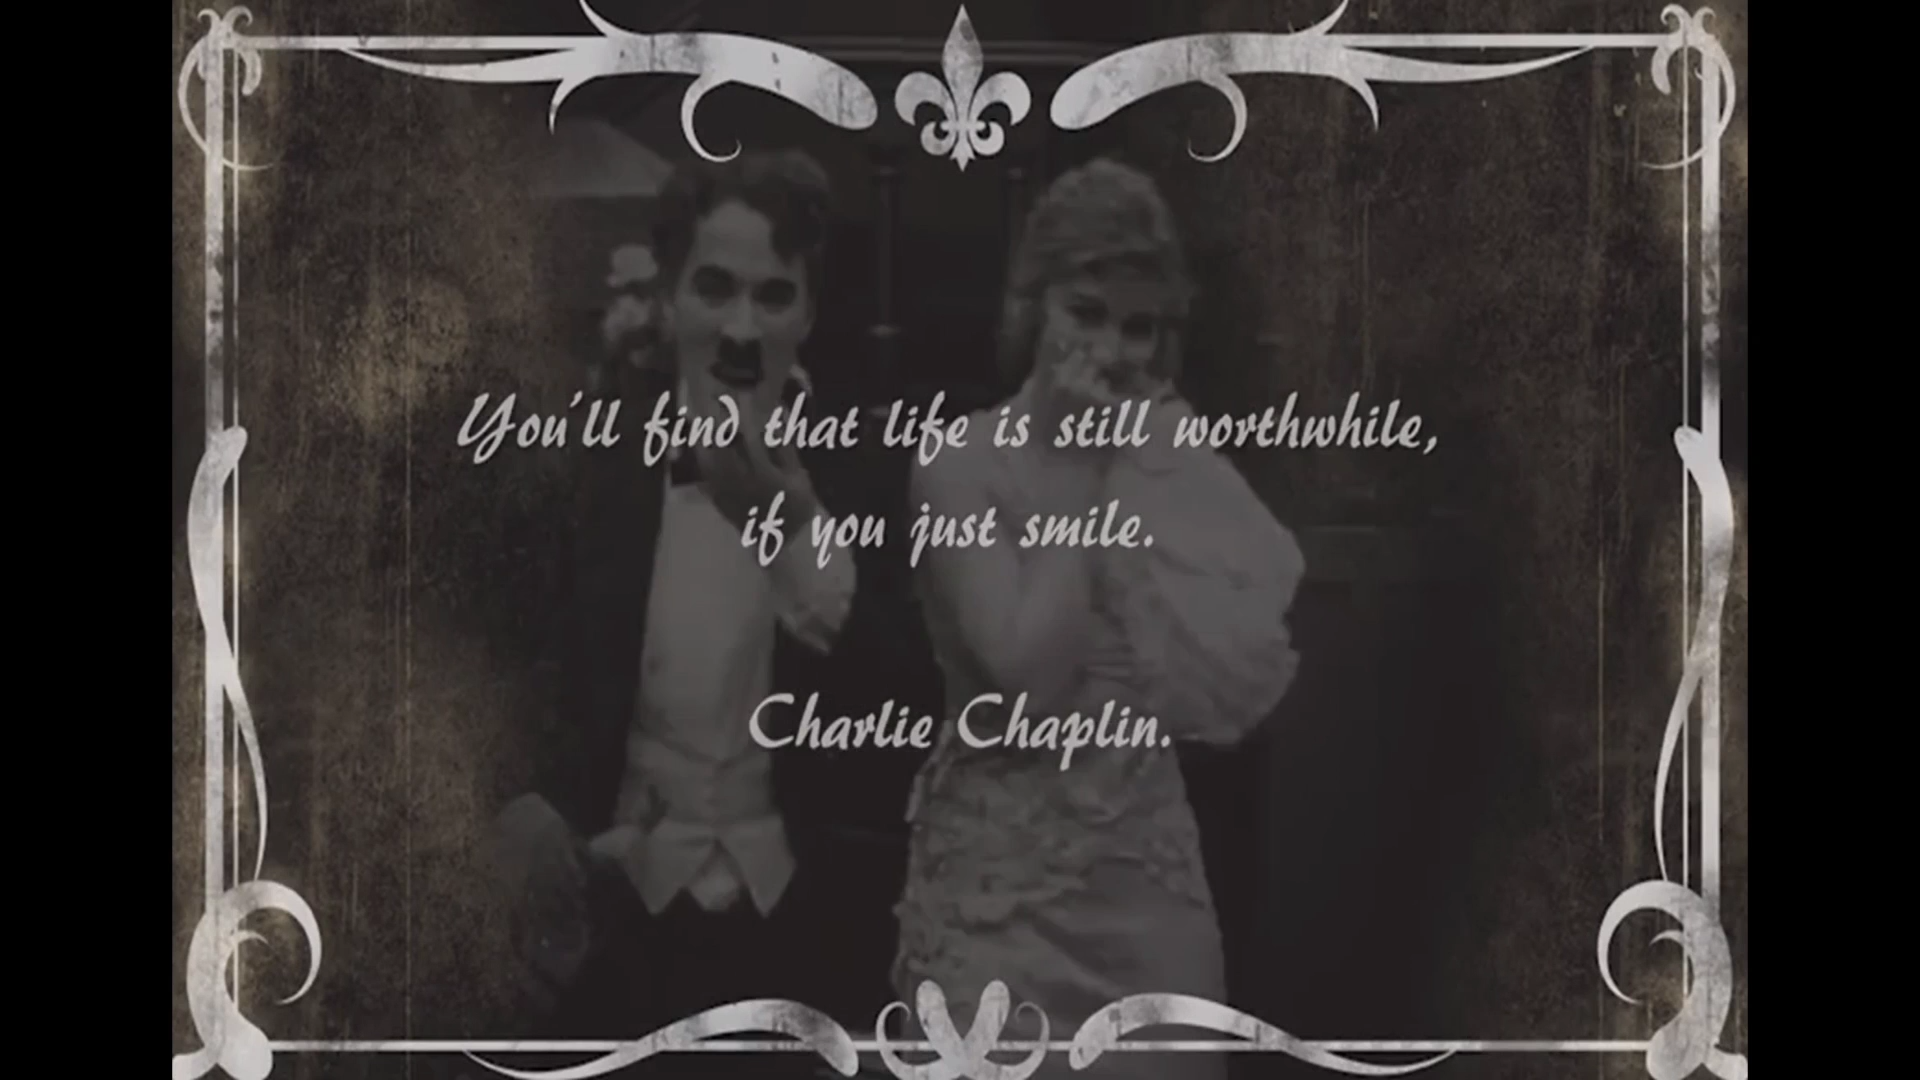 You'll find that life is still worthwhile,
if you just smile.
Charlie Chaplin.